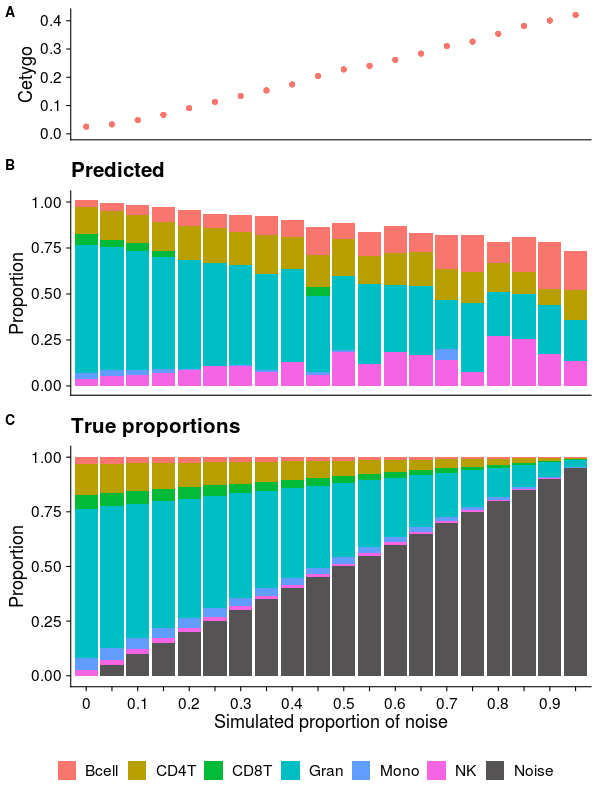 A
0.4
0.3
0.2
0.1
0.0
Cetygo
B
Predicted
1.00
0.75
0.50
0.25
0.00
Proportion
C
True proportions
1.00
0.75
0.50
0.25
0.00
Proportion
0 0.1 0.2 0.3 0.4 0.5 0.6 0.7 0.8 0.9
Simulated proportion of noise
Bcell CD4T CD8T Gran Mono NK Noise